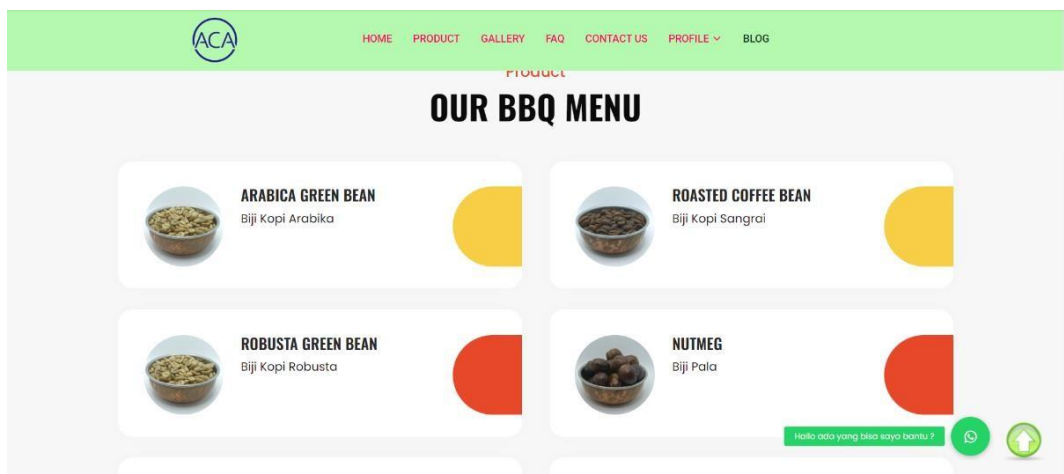 ACA
HOME PRODUCT GALLERY FAQ CONTACT US PROFILE BLOG
Product
OUR BBQ MENU
ARABICA GREEN BEAN
Biji Kopi Arabika
ROASTED COFFEE BEAN
Biji Kopi Sangrai
ROBUSTA GREEN BEAN
Biji Kopi Robusta
NUTMEG
Biji Pala
Hallo ada yang bisa saya bantu ?